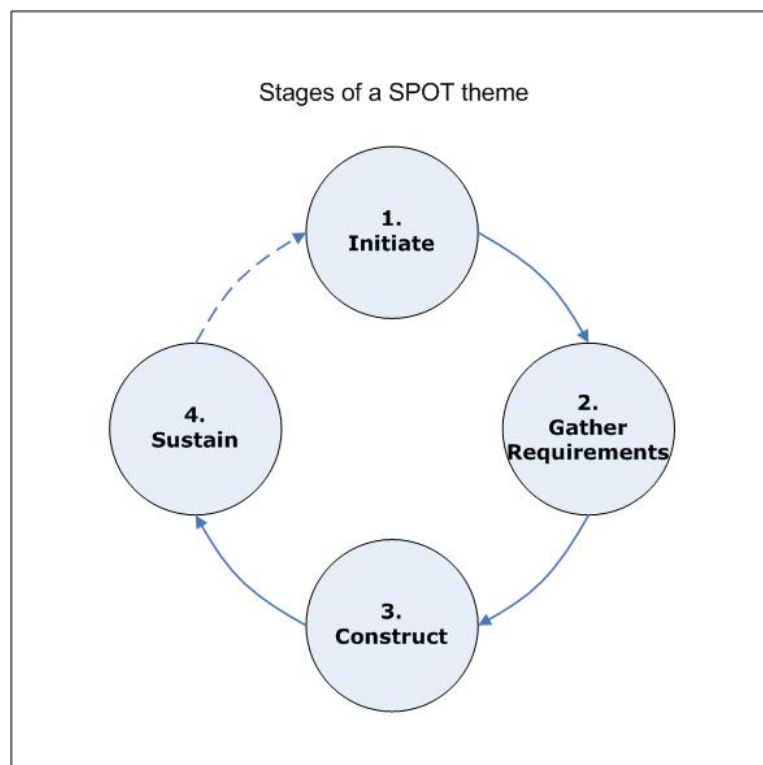 Stages of a SPOT theme
1.
Initiate
2.
Gather
Requirements
3.
Construct
4.
Sustain